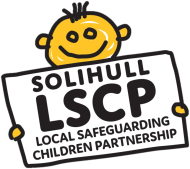 SOLIHULL
LSCP
LOCAL SAFEGUARDING
CHILDREN PARTNERSHIP